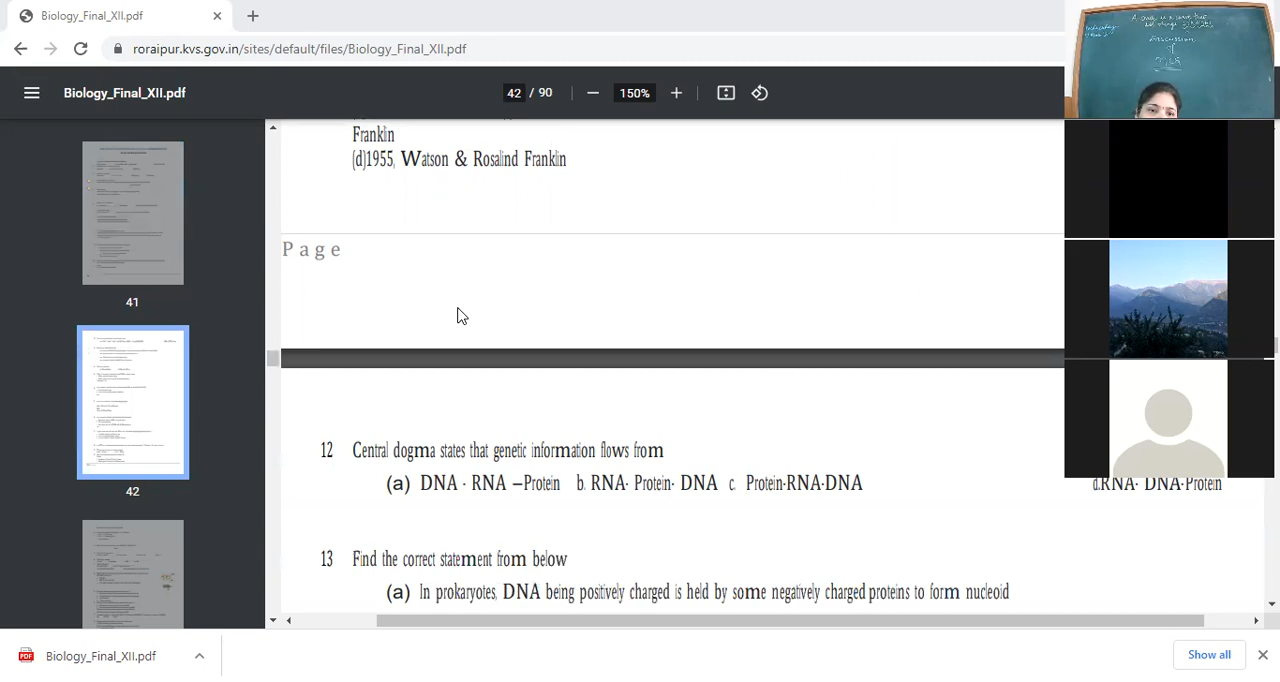 Biology_Final_XII.pdf
roraipur.kvs.gov.in/sites/default/files/Biology_Final_XII.pdf
Biology_Final_XII.pdf
42 / 90
150%
Franklin
(d)1955, Watson & Rosalind Franklin
Page
41
42
12 Central dogma states that genetic information flows from
(a) DNA - RNA –Protein b. RNA- Protein- DNA c. Protein-RNA-DNA d.RNA- DNA-Protein
13 Find the correct statement from below
(a) In prokaryotes, DNA being positively charged is held by some negatively charged proteins to form nucleoid
Biology_Final_XII.pdf
Show all